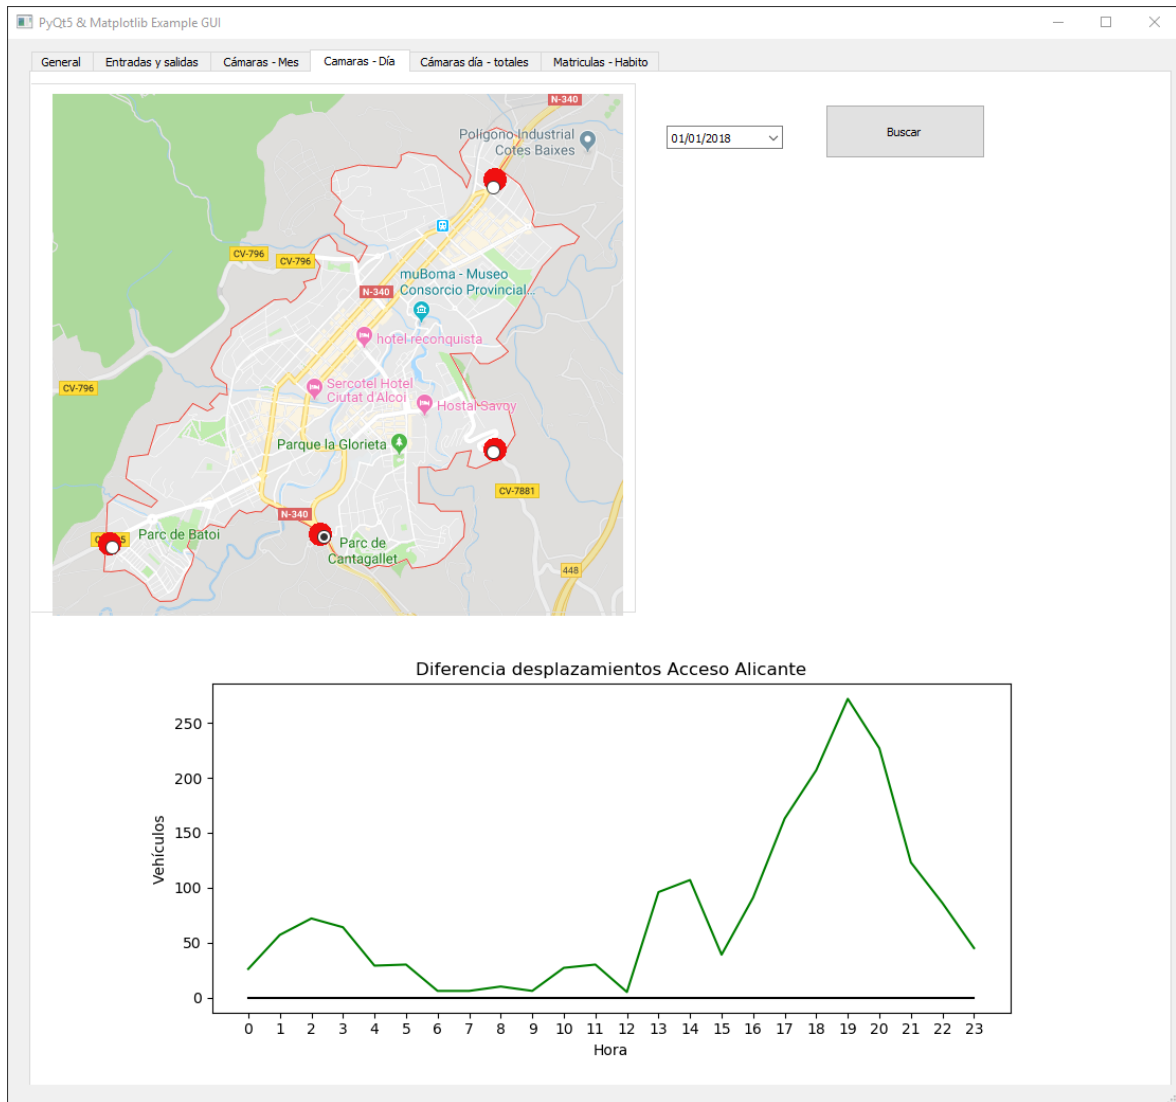 PyQt5 & Matplotlib Example GUI
General
Entradas y salidas
Cámaras - Mes
Camaras - Día
Cámaras día - totales
Matriculas - Habito
01/01/2018
Buscar
N-340
Polígono Industrial
Cotes Baixes
CV-796
CV-796
muBoma - Museo
Consorcio Provincial...
N-340
hotel reconquista
CV-796
Sercotel Hotel
Ciutat d'Alcoi
Hostal Savoy
Parque la Glorieta
CV-7881
N-340
Parc de Batoi
Parc de
Cantagallet
448
Diferencia desplazamientos Acceso Alicante
Vehículos
250
200
150
100
50
0
0 1 2 3 4 5 6 7 8 9 10 11 12 13 14 15 16 17 18 19 20 21 22 23
Hora